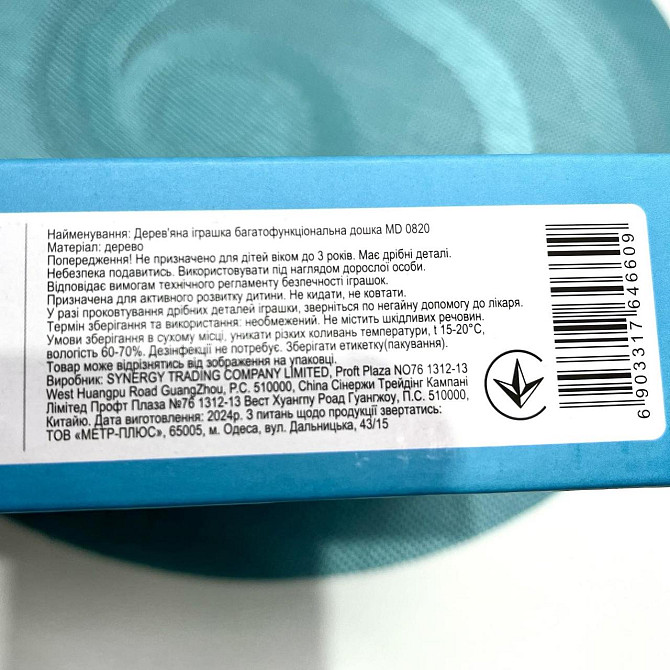 Найменування: Дерев'яна іграшка багатофункціональна дошка MD 0820
Матеріал: дерево
Попередження! Не призначено для дітей віком до 3 років. Має дрібні деталі.
Небезпека подавитись. Використовувати під наглядом дорослої особи.
Відповідає вимогам технічного регламенту безпечності іграшок.
Призначена для активного розвитку дитини. Не кидати, не ковтати.
У разі проковтування дрібних деталей іграшки, зверніться по негайну допомогу до лікаря.
Термін зберігання та використання: необмежений. Не містить шкідливих речовин.
Умови зберігання в сухому місці, уникати різких коливань температури, t 15-20°C,
вологість 60-70%. Дезінфекції не потребує. Зберігати етикетку(пакування).
Товар може відрізнятись від зображення на упаковці.
Виробник: SYNERGY TRADING COMPANY LIMITED, Proft Plaza NO76 1312-13
West Huangpu Road GuangZhou, P.C. 510000, China Сінержи Трейдінг Кампані
Лімітед Профт Плаза №76 1312-13 Вест Хуангпу Роад Гуангжоу, П.С. 510000,
Китайю. Дата виготовлення: 2024р. З питань щодо продукції звертатись:
ТОВ «МЕТР-ПЛЮС», 65005, м. Одеса, вул. Дальницька, 43/15
6903317646609